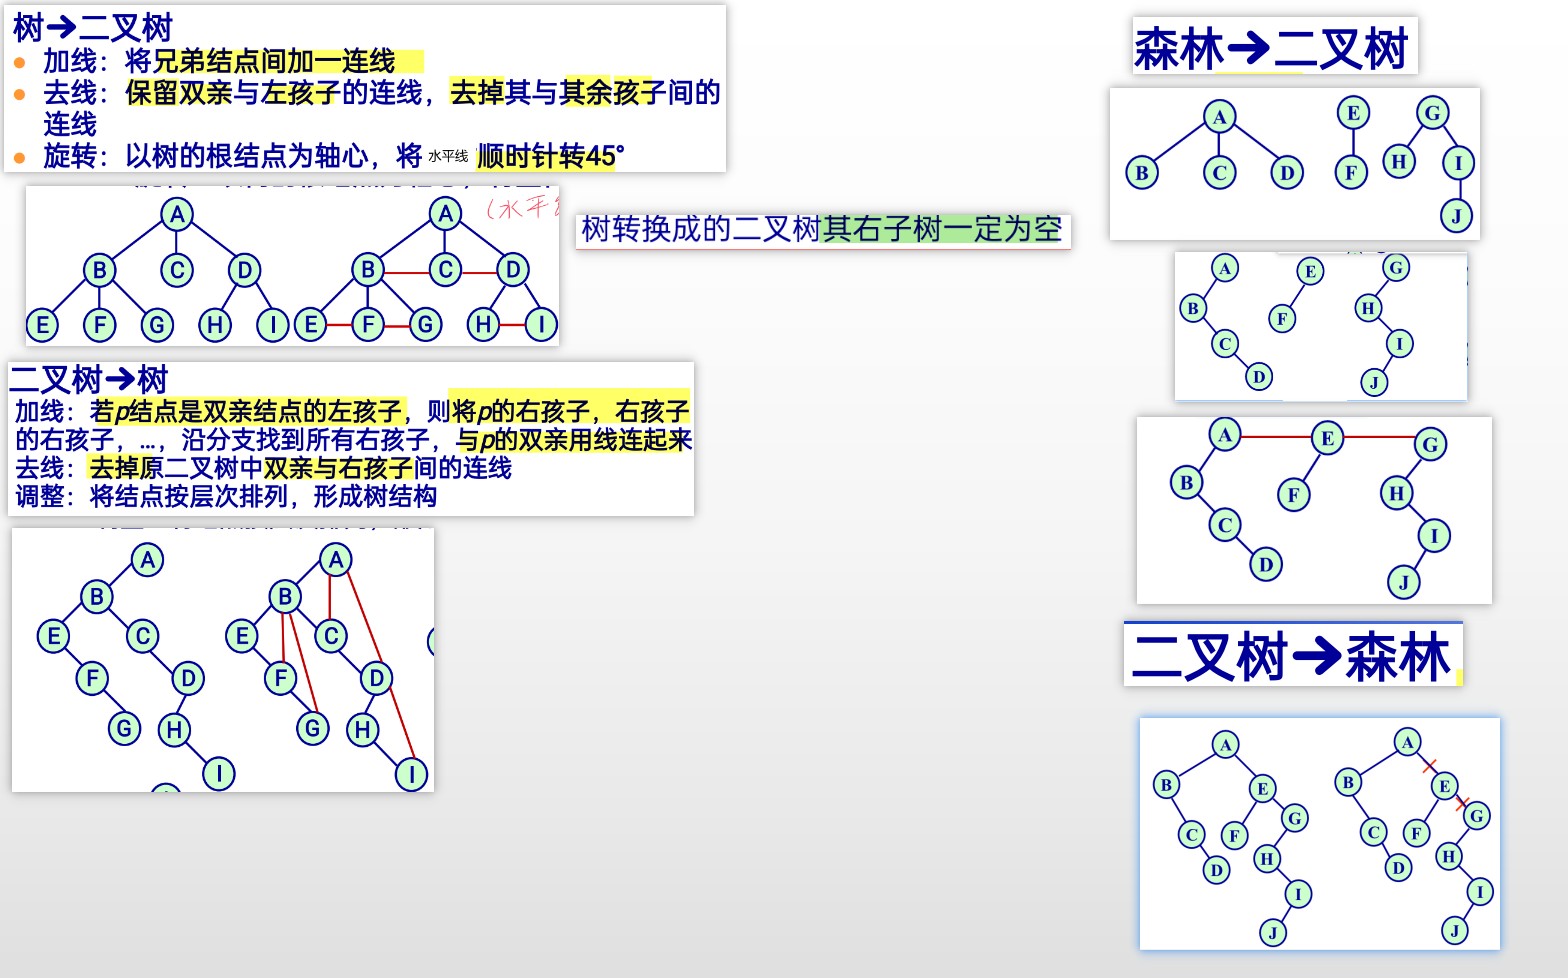 树→二叉树
加线：将兄弟结点间加一连线
去线：保留双亲与左孩子的连线，去掉其与其余孩子间的
连线
旋转：以树的根结点为轴心，将 水平线 顺时针转45°
(水平
A
B C D
E F G H I
A
B C D
E F G H I
树转换成的二叉树其右子树一定为空
二叉树→树
加线：若p结点是双亲结点的左孩子，则将p的右孩子，右孩子
的右孩子，…，沿分支找到所有右孩子，与p的双亲用线连起来
去线：去掉原二叉树中双亲与右孩子间的连线
调整：将结点按层次排列，形成树结构
A
B
E C
F D
G H
I
A
B
E C
F D
G H
I
森林→二叉树
A E G
B C D F H I
J
A E G
B F H
C I
D J
A E G
B F H
C I
D J
二叉树→森林
A
B E
C F G
D H
I
J
A
B E
C F G
D H
I
J